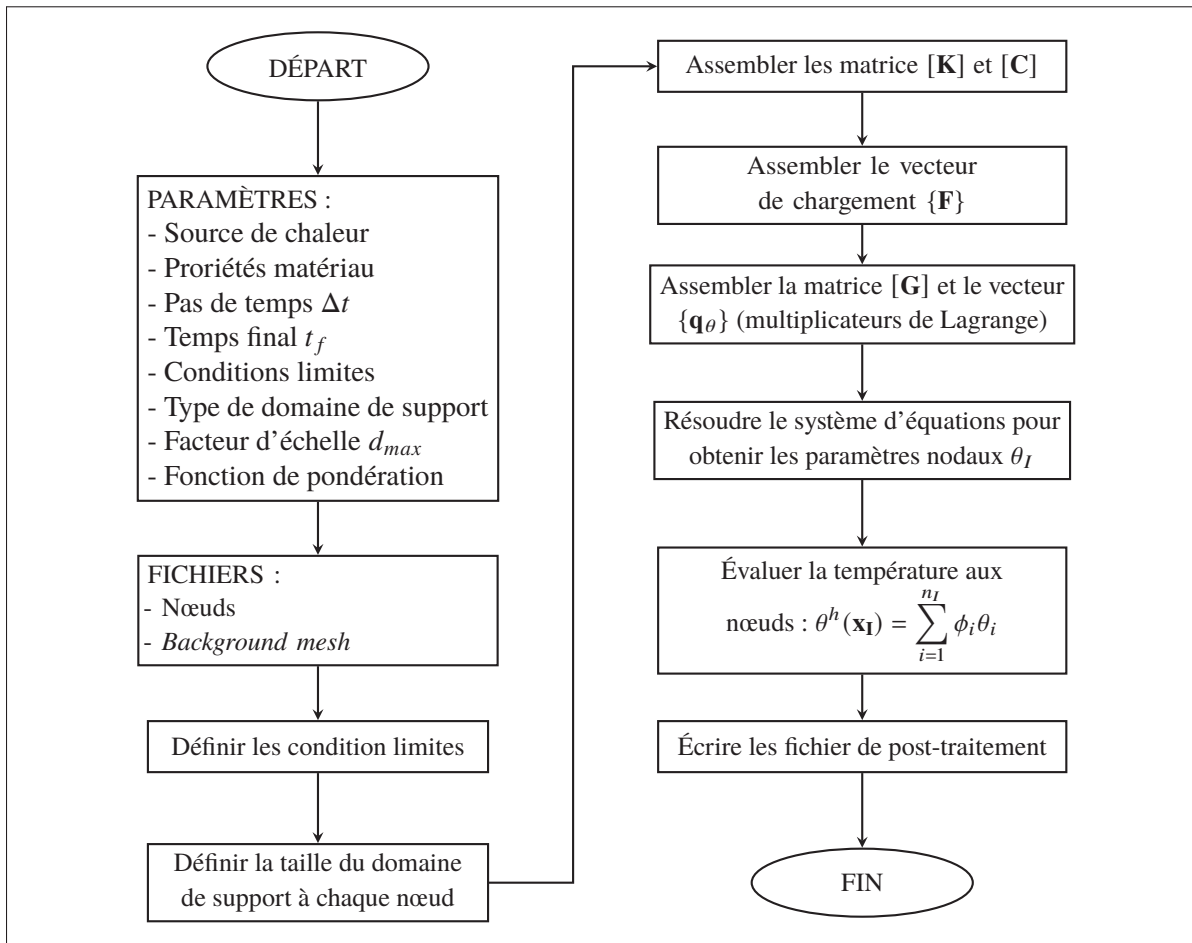 DÉPART
PARAMÈTRES :
- Source de chaleur
- Proriétés matériau
- Pas de temps Δt
- Temps final t_f
- Conditions limites
- Type de domaine de support
- Facteur d'échelle d_max
- Fonction de pondération
FICHIERS :
- Nœuds
- Background mesh
Définir les condition limites
Définir la taille du domaine
de support à chaque nœud
Assembler les matrice [K] et [C]
Assembler le vecteur
de chargement {F}
Assembler la matrice [G] et le vecteur
{q_θ} (multiplicateurs de Lagrange)
Résoudre le système d'équations pour
obtenir les paramètres nodaux θ_I
Évaluer la température aux
nœuds : θ^h(x_I) = ∑_{i=1}^{n_I} ϕ_i θ_i
Écrire les fichier de post-traitement
FIN